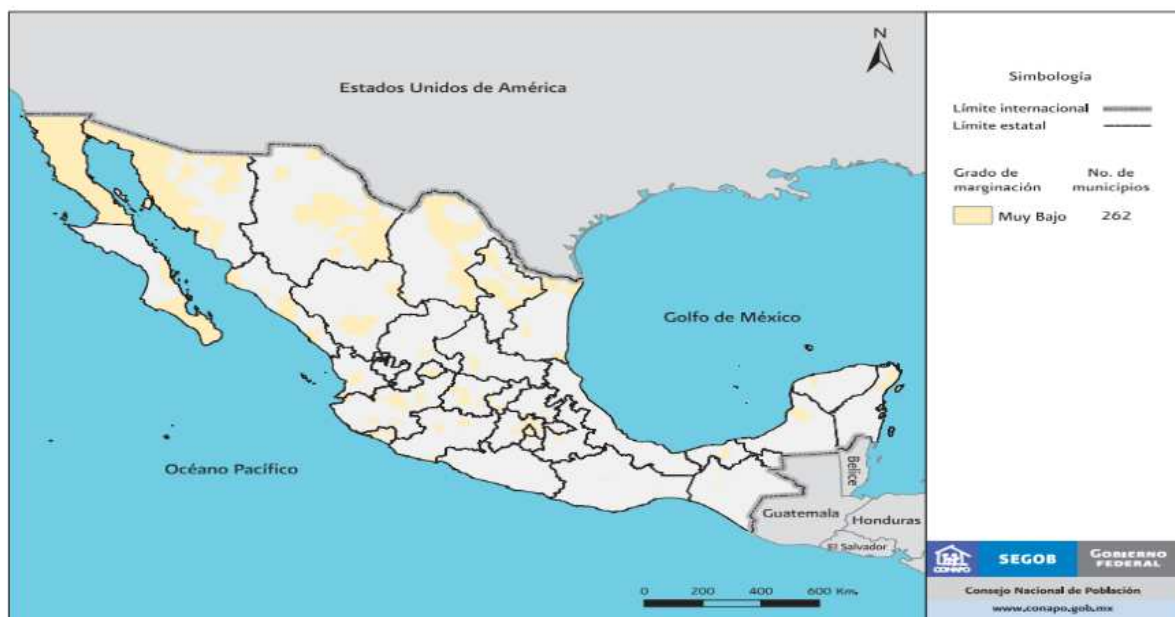 N
Estados Unidos de América
Golfo de México
Océano Pacífico
Belice
Guatemala
Honduras
El Salvador
0 200 400 600 Km.
Simbología
Límite internacional
Límite estatal
Grado de marginación
No. de municipios
Muy Bajo 262
CONAPO
SEGOB
GOBIERNO FEDERAL
Consejo Nacional de Población
www.conapo.gob.mx